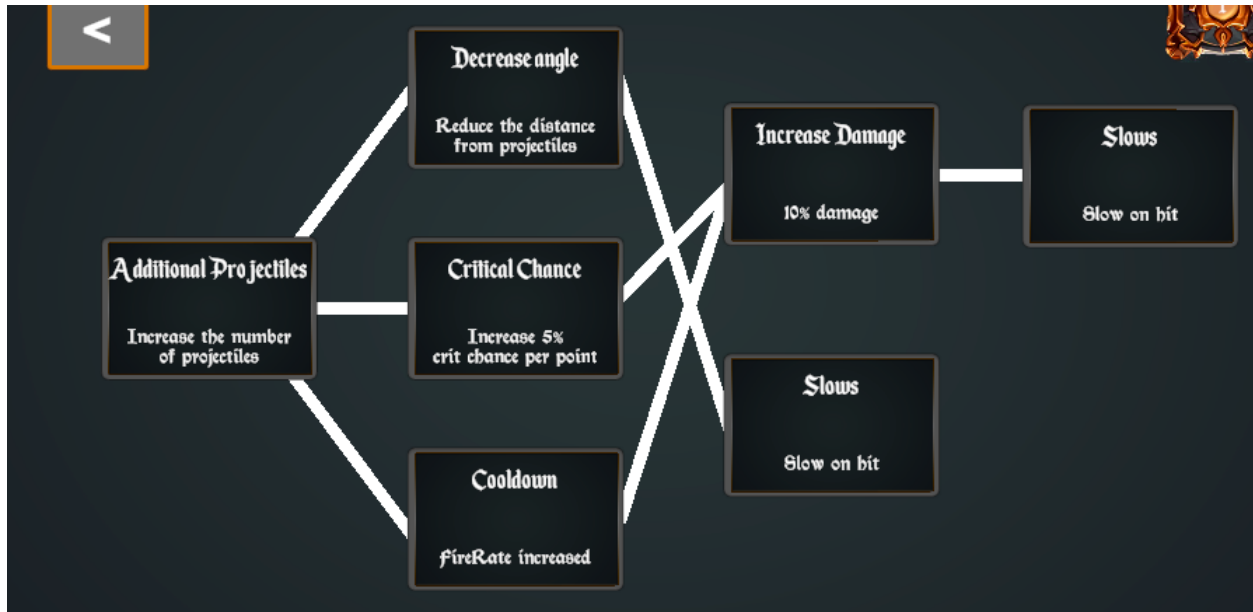 <
Decrease angle
Reduce the distance
from projectiles
Increase Damage
10% damage
Slows
Slow on hit
Additional Projectiles
Increase the number
of projectiles
Critical Chance
Increase 5%
crit chance per point
Slows
Slow on hit
Cooldown
FireRate increased